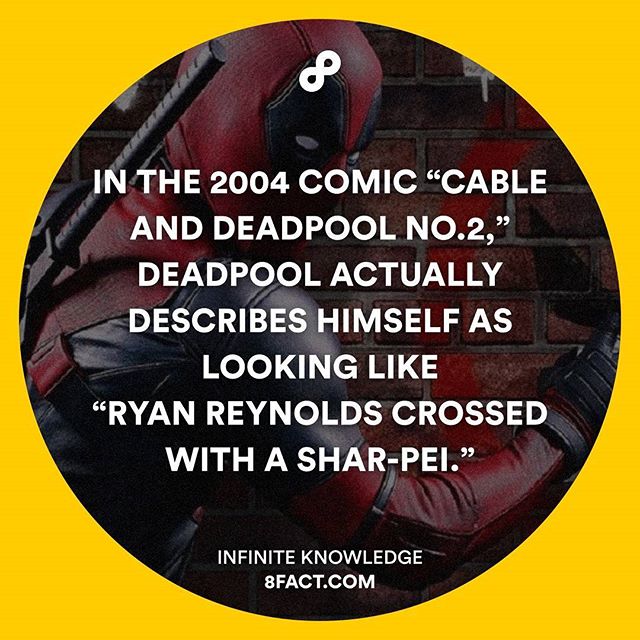 IN THE 2004 COMIC “CABLE
AND DEADPOOL NO.2,”
DEADPOOL ACTUALLY
DESCRIBES HIMSELF AS
LOOKING LIKE
“RYAN REYNOLDS CROSSED
WITH A SHAR-PEI.”
INFINITE KNOWLEDGE
8FACT.COM